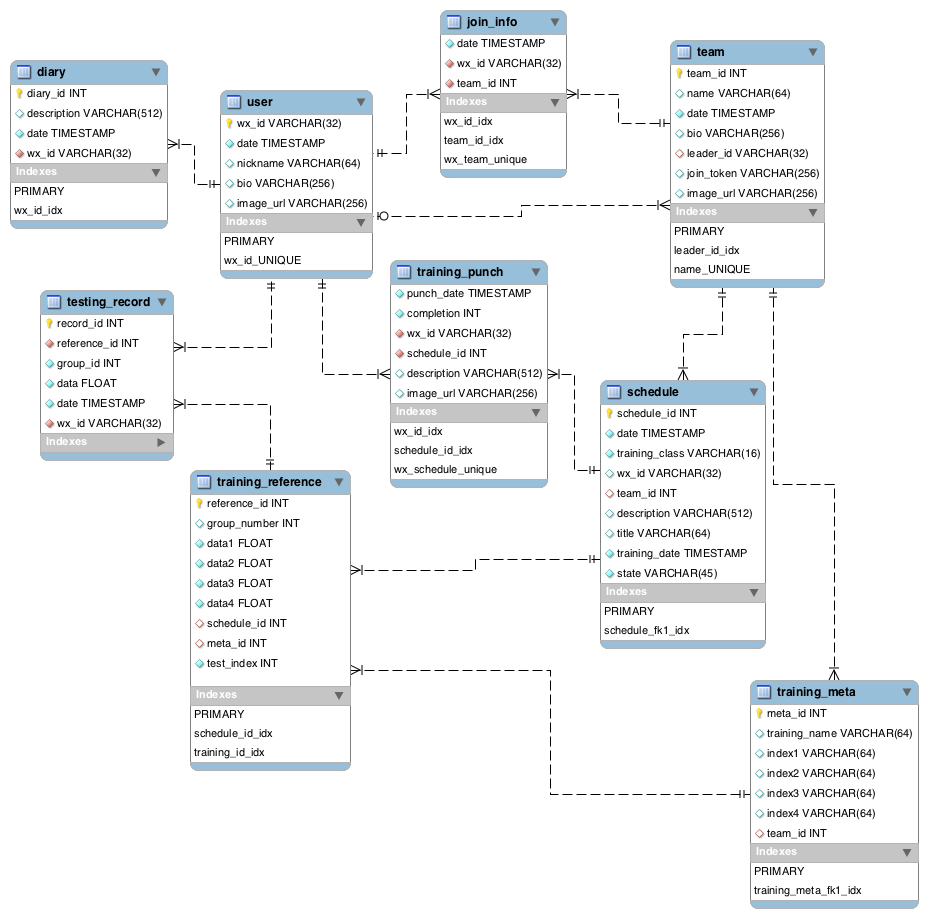 join_info
date TIMESTAMP
wx_id VARCHAR(32)
team_id INT
Indexes
wx_id_idx
team_id_idx
wx_team_unique
team
team_id INT
name VARCHAR(64)
date TIMESTAMP
bio VARCHAR(256)
leader_id VARCHAR(32)
join_token VARCHAR(256)
image_url VARCHAR(256)
Indexes
PRIMARY
leader_id_idx
name_UNIQUE
diary
diary_id INT
description VARCHAR(512)
date TIMESTAMP
wx_id VARCHAR(32)
Indexes
PRIMARY
wx_id_idx
user
wx_id VARCHAR(32)
date TIMESTAMP
nickname VARCHAR(64)
bio VARCHAR(256)
image_url VARCHAR(256)
Indexes
PRIMARY
wx_id_UNIQUE
training_punch
punch_date TIMESTAMP
completion INT
wx_id VARCHAR(32)
schedule_id INT
description VARCHAR(512)
image_url VARCHAR(256)
Indexes
wx_id_idx
schedule_id_idx
wx_schedule_unique
testing_record
record_id INT
reference_id INT
group_id INT
data FLOAT
date TIMESTAMP
wx_id VARCHAR(32)
Indexes
schedule
schedule_id INT
date TIMESTAMP
training_class VARCHAR(16)
wx_id VARCHAR(32)
team_id INT
description VARCHAR(512)
title VARCHAR(64)
training_date TIMESTAMP
state VARCHAR(45)
Indexes
PRIMARY
schedule_fk1_idx
training_reference
reference_id INT
group_number INT
data1 FLOAT
data2 FLOAT
data3 FLOAT
data4 FLOAT
schedule_id INT
meta_id INT
test_index INT
Indexes
PRIMARY
schedule_id_idx
training_id_idx
training_meta
meta_id INT
training_name VARCHAR(64)
index1 VARCHAR(64)
index2 VARCHAR(64)
index3 VARCHAR(64)
index4 VARCHAR(64)
team_id INT
Indexes
PRIMARY
training_meta_fk1_idx